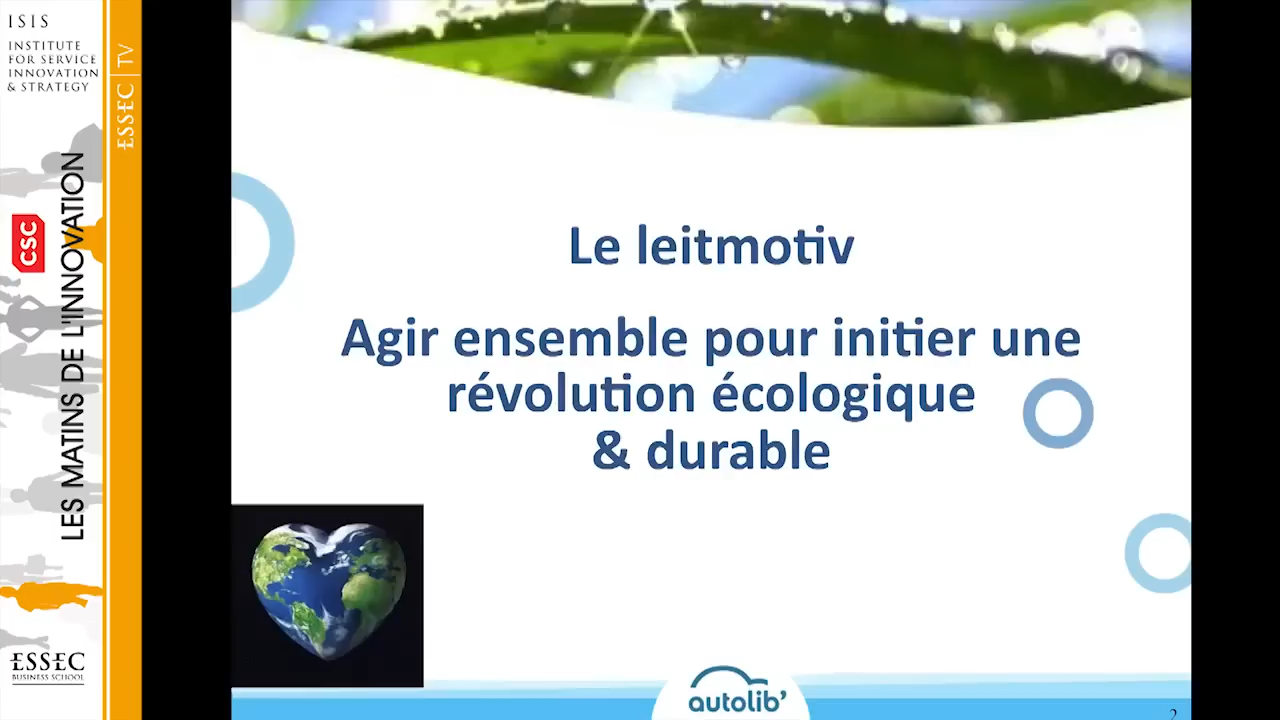 ISIS
INSTITUTE
FOR SERVICE
INNOVATION
& STRATEGY
ESSEC | TV
LES MATINS DE L'INNOVATION
CSC
ESSEC
BUSINESS SCHOOL
Le leitmotiv
Agir ensemble pour initier une
révolution écologique
& durable
autolib'
2